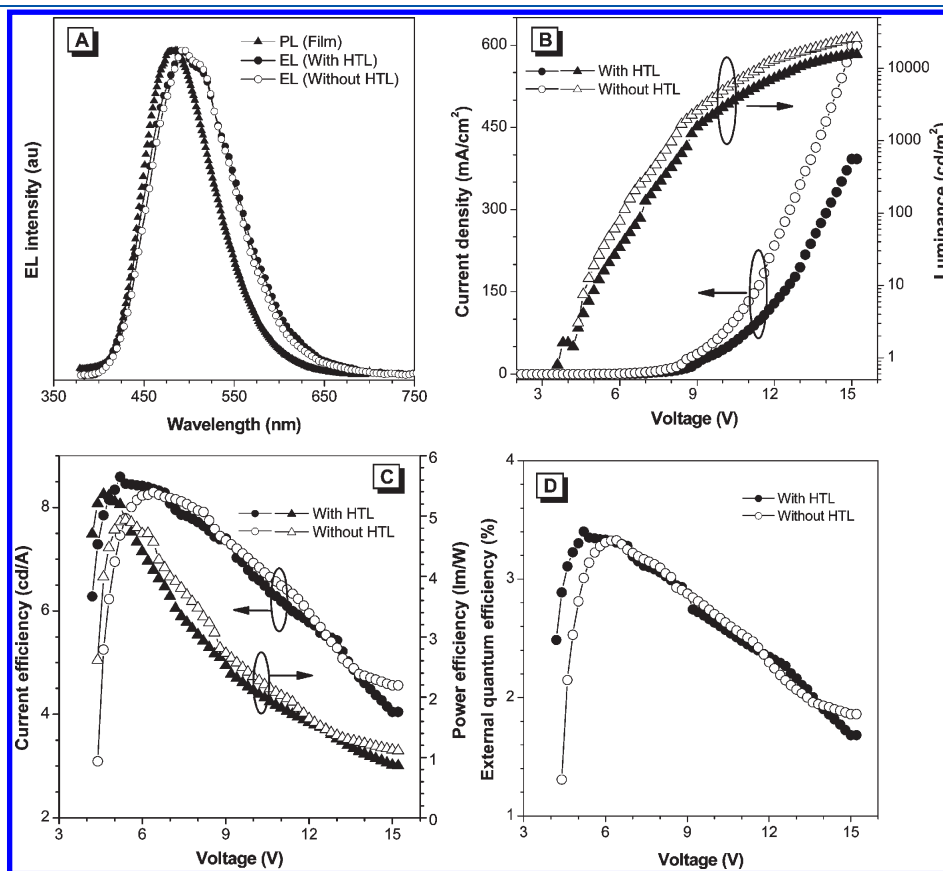 A
PL (Film)
EL (With HTL)
EL (Without HTL)
EL intensity (au)
350 450 550 650 750
Wavelength (nm)
B
With HTL
Without HTL
600
450
300
150
0
Current density (mA/cm²)
10000
1000
100
10
1
Luminance (cd/m²)
3 6 9 12 15
Voltage (V)
C
With HTL
Without HTL
8
6
4
2
Current efficiency (cd/A)
6
5
4
3
2
1
0
Power efficiency (lm/W)
3 6 9 12 15
Voltage (V)
D
With HTL
Without HTL
4
3
2
1
External quantum efficiency (%)
3 6 9 12 15
Voltage (V)